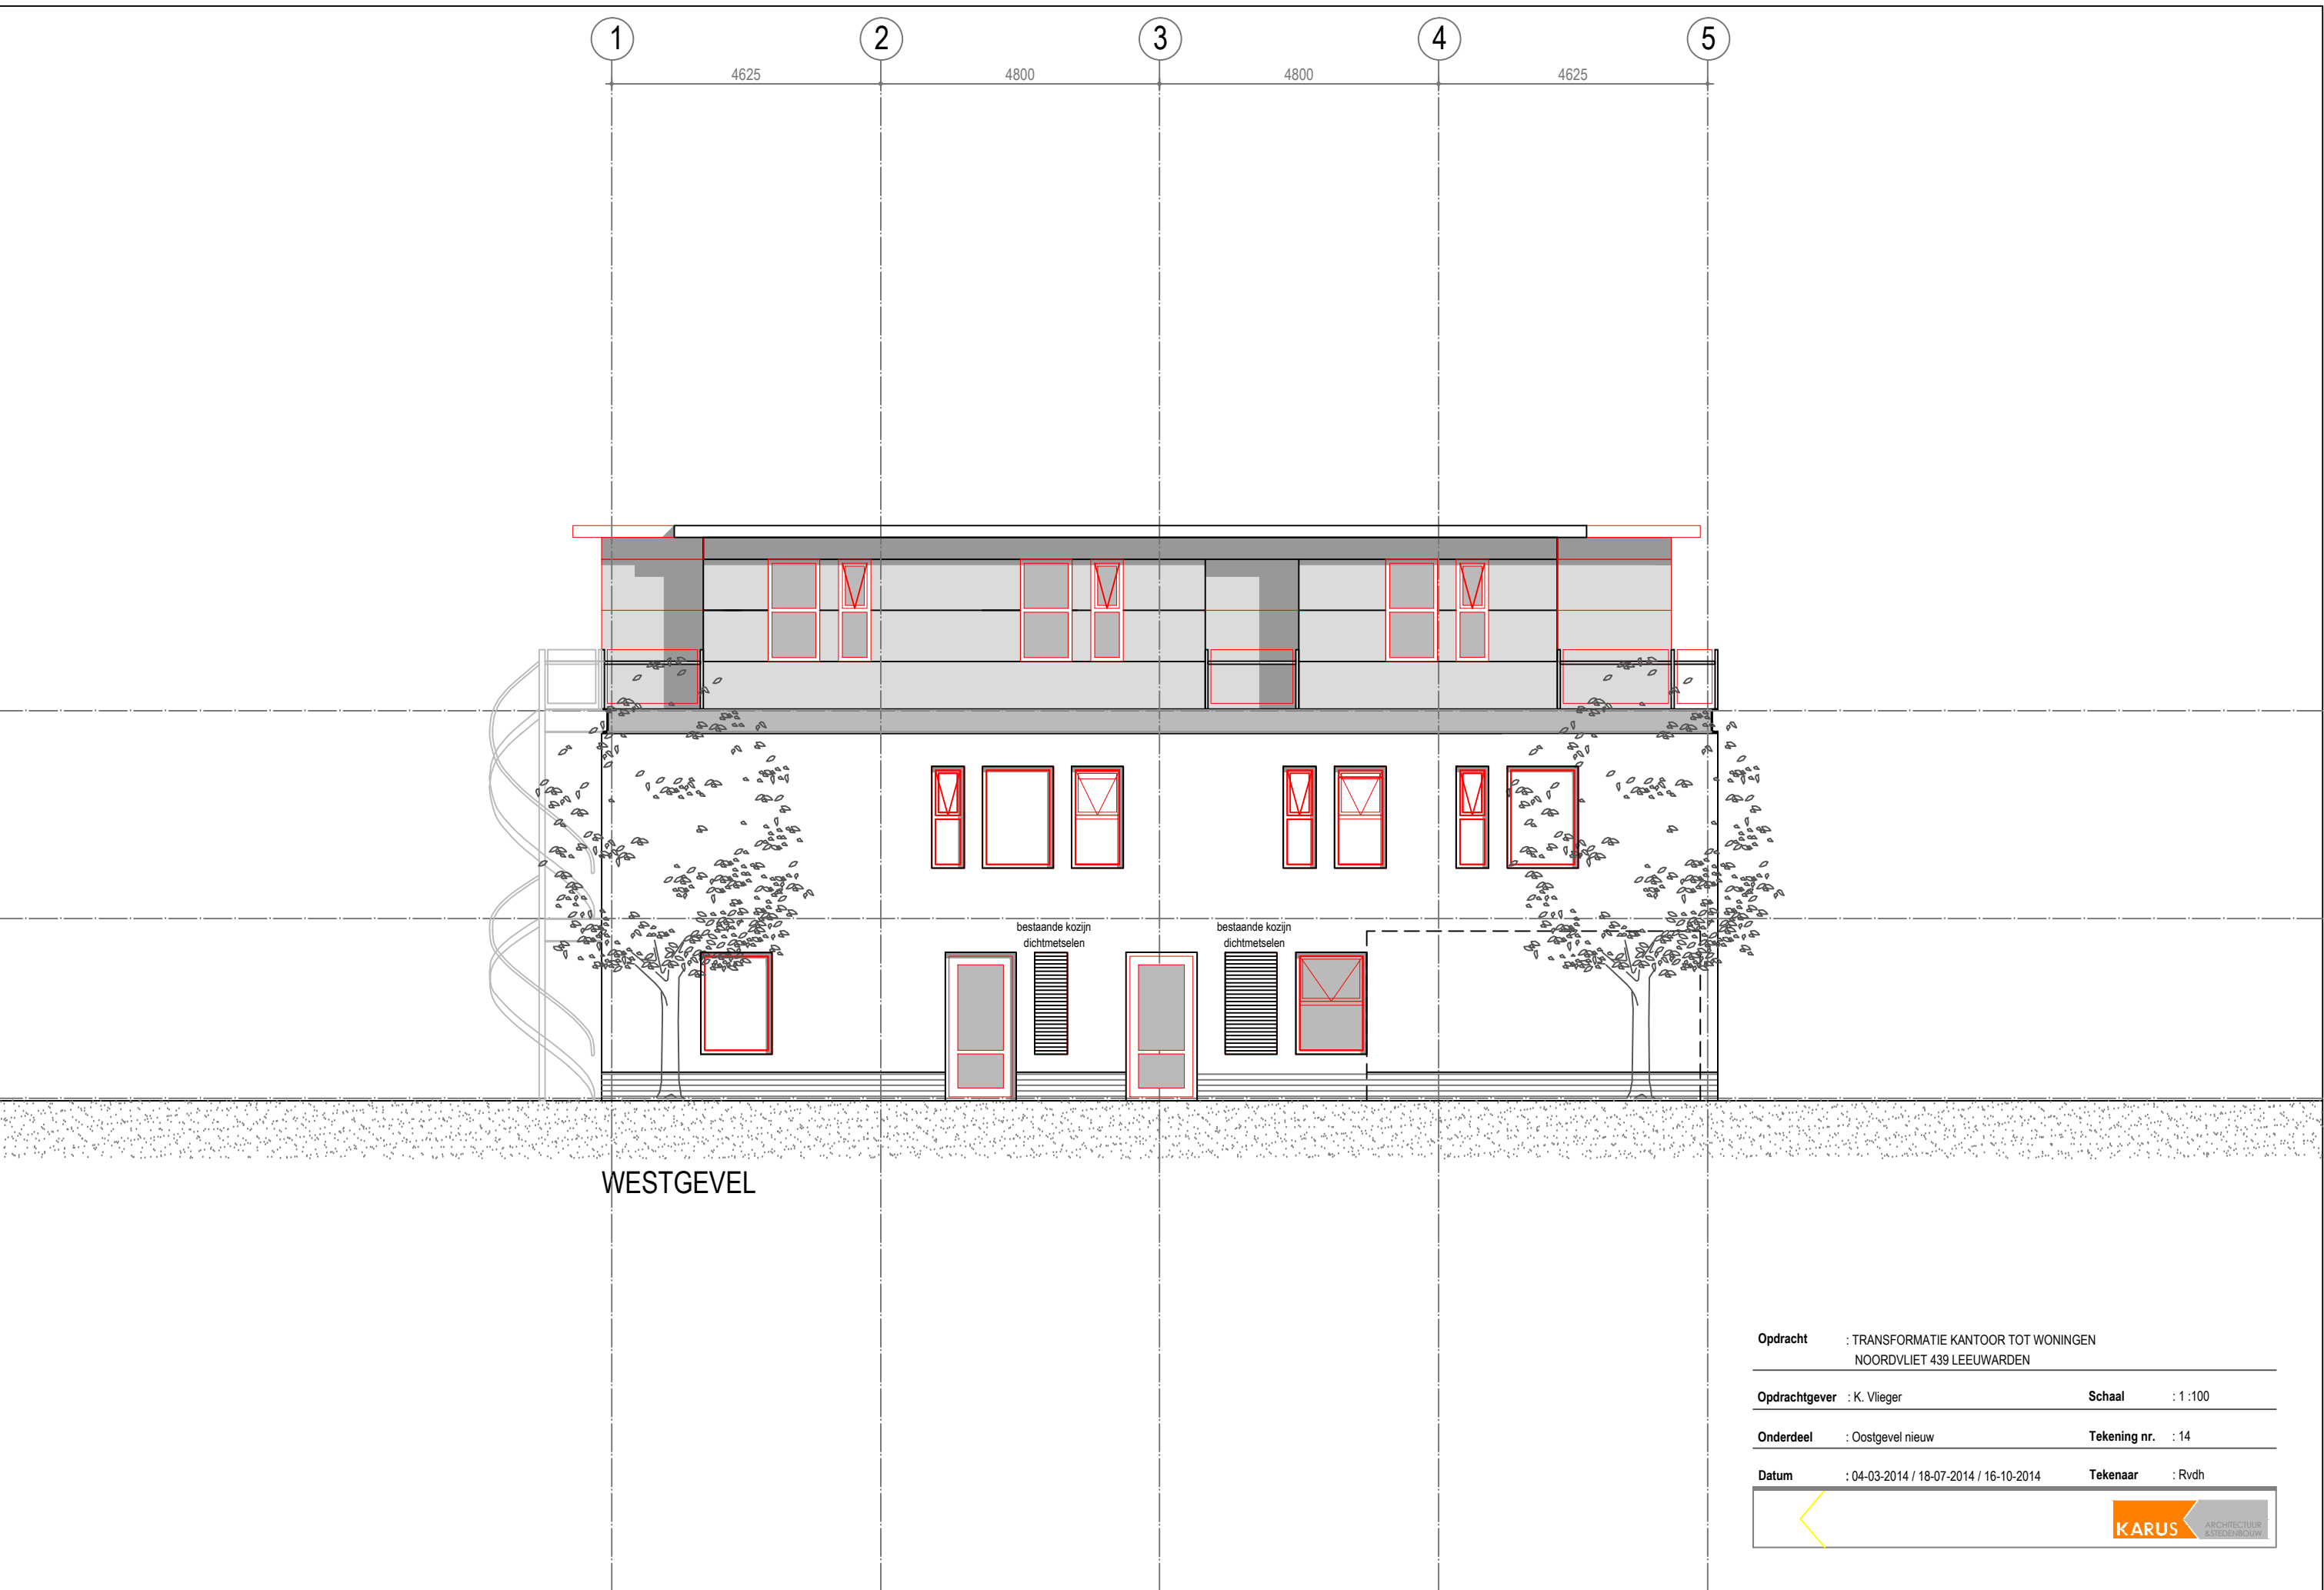 1 2 3 4 5
4625 4800 4800 4625
bestaande kozijn
dichtmetselen
bestaande kozijn
dichtmetselen
WESTGEVEL
Opdracht : TRANSFORMATIE KANTOOR TOT WONINGEN
NOORDVLIET 439 LEEUWARDEN
Opdrachtgever : K. Vlieger Schaal : 1 :100
Onderdeel : Oostgevel nieuw Tekening nr. : 14
Datum : 04-03-2014 / 18-07-2014 / 16-10-2014 Tekenaar : Rvdh
KARUS ARCHITECTUUR
&STEDENBOUW